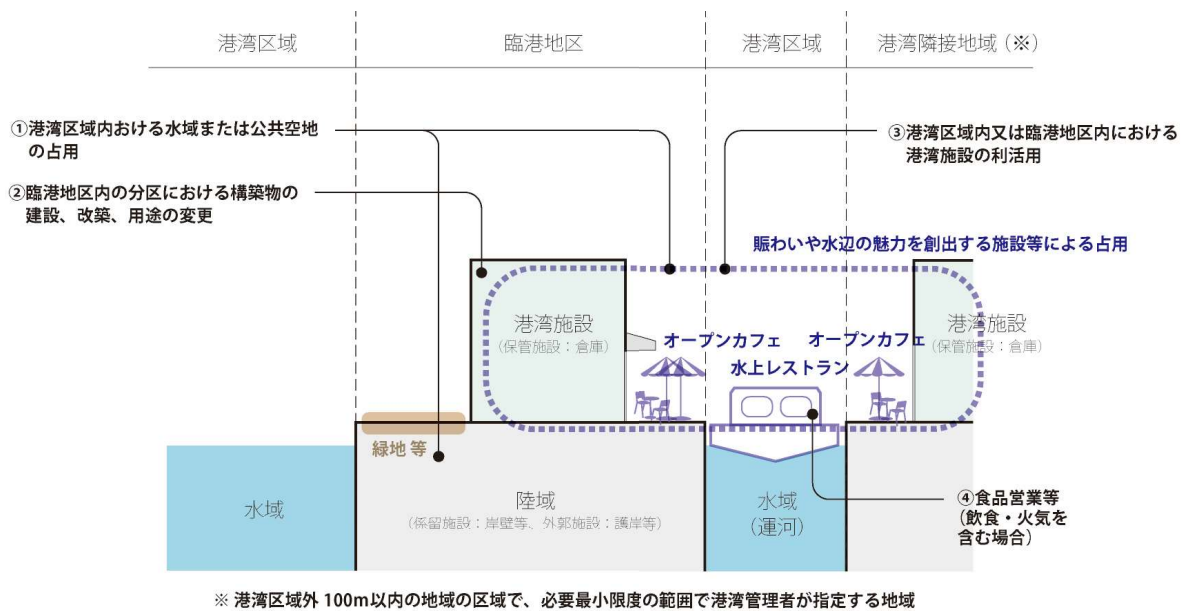 港湾区域
臨港地区
港湾区域
港湾隣接地域(※)
①港湾区域内おける水域または公共空地
の占用
③港湾区域内又は臨港地区内における
港湾施設の利活用
②臨港地区内の分区における構築物の
建設、改築、用途の変更
賑わいや水辺の魅力を創出する施設等による占用
港湾施設
(保管施設:倉庫)
オープンカフェ
水上レストラン
オープンカフェ
港湾施設
(保管施設:倉庫)
緑地 等
水域
陸域
(係留施設:岸壁等、外郭施設:護岸等)
水域
(運河)
④食品営業等
(飲食・火気を
含む場合)
※ 港湾区域外 100m以内の地域の区域で、必要最小限度の範囲で港湾管理者が指定する地域